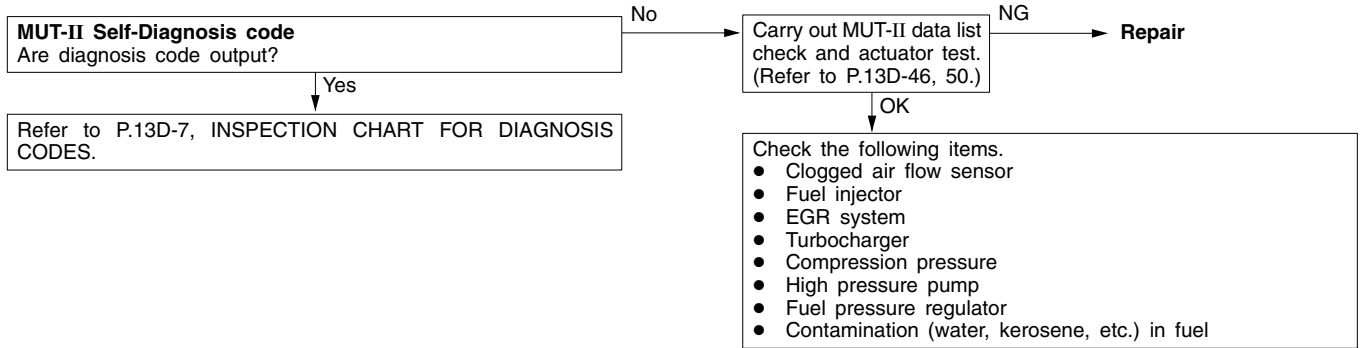 MUT-II Self-Diagnosis code
Are diagnosis code output?
No
Carry out MUT-II data list
check and actuator test.
(Refer to P.13D-46, 50.)
NG
Repair
Yes
OK
Refer to P.13D-7, INSPECTION CHART FOR DIAGNOSIS
CODES.
Check the following items.
● Clogged air flow sensor
● Fuel injector
● EGR system
● Turbocharger
● Compression pressure
● High pressure pump
● Fuel pressure regulator
● Contamination (water, kerosene, etc.) in fuel